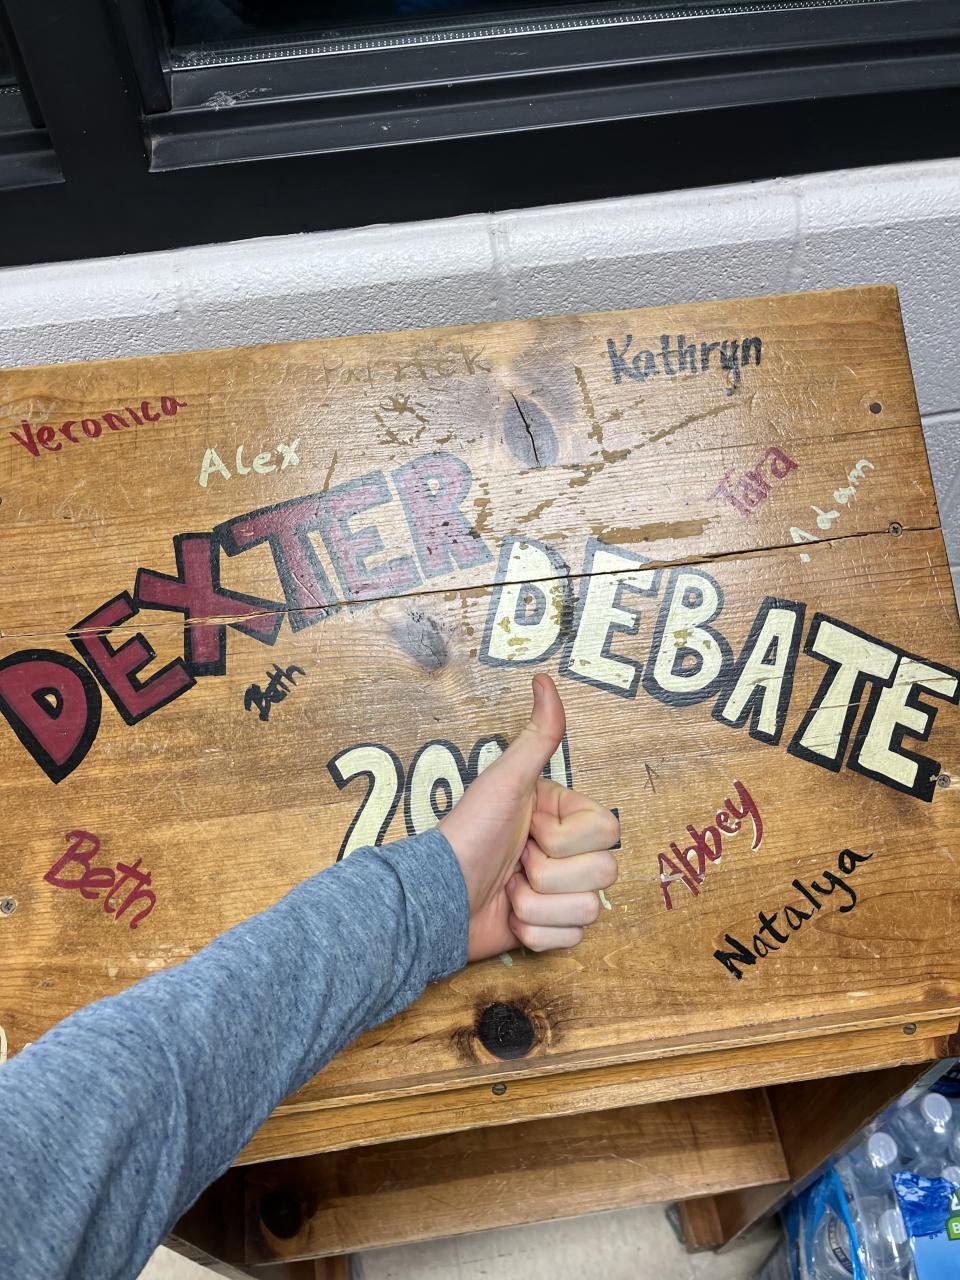 Patrick
Kathryn
Veronica
Alex
Tara
Adam
DEXTER
DEBATE
Beth
Beth
Abbey
Natalya